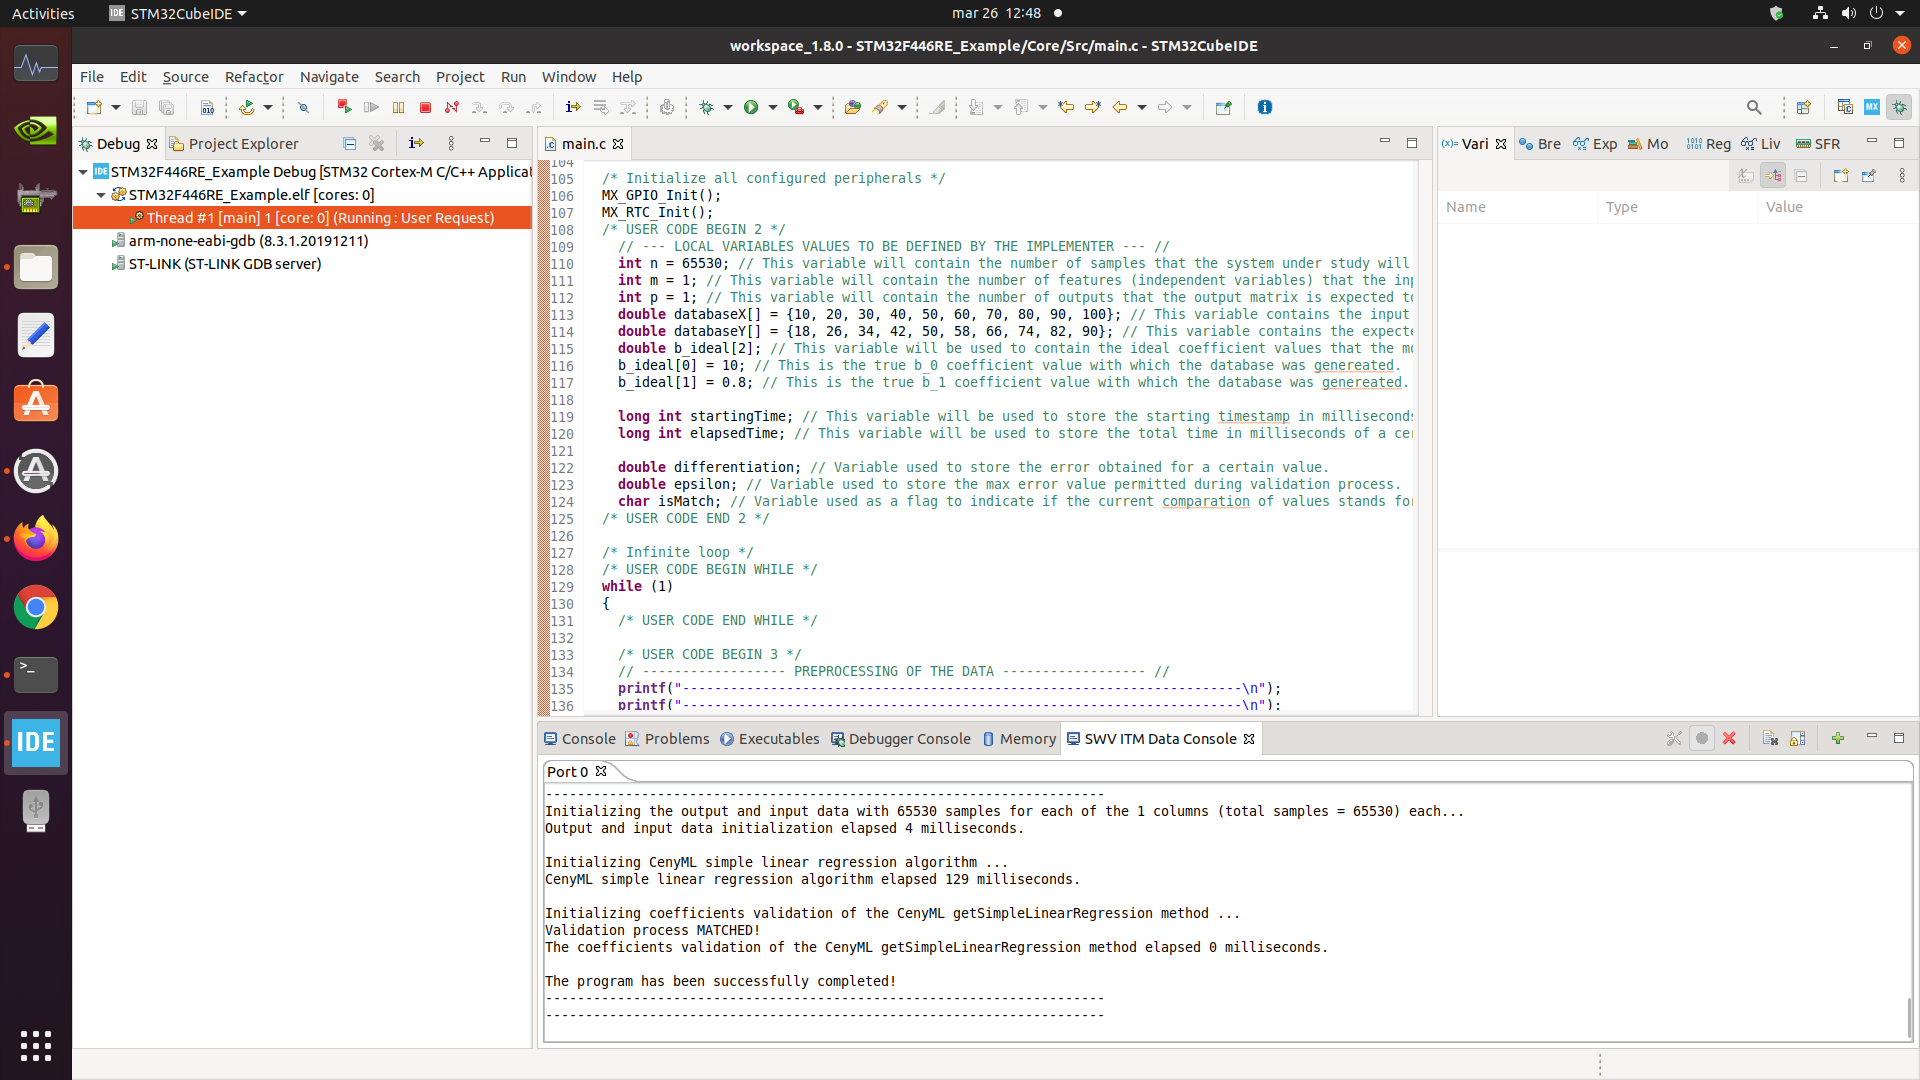 Activities
IDE STM32CubeIDE
mar 26 12:48
workspace_1.8.0 - STM32F446RE_Example/Core/Src/main.c - STM32CubeIDE
File Edit Source Refactor Navigate Search Project Run Window Help
010
MX
Debug Project Explorer
IDE STM32F446RE_Example Debug [STM32 Cortex-M C/C++ Applicat
STM32F446RE_Example.elf [cores: 0]
Thread #1 [main] 1 [core: 0] (Running : User Request)
arm-none-eabi-gdb (8.3.1.20191211)
ST-LINK (ST-LINK GDB server)
IDE
main.c
104
105 /* Initialize all configured peripherals */
106 MX_GPIO_Init();
107 MX_RTC_Init();
108 /* USER CODE BEGIN 2 */
109 // --- LOCAL VARIABLES VALUES TO BE DEFINED BY THE IMPLEMENTER --- //
110 int n = 65530; // This variable will contain the number of samples that the system under study will
111 int m = 1; // This variable will contain the number of features (independent variables) that the inp
112 int p = 1; // This variable will contain the number of outputs that the output matrix is expected to
113 double databaseX[] = {10, 20, 30, 40, 50, 60, 70, 80, 90, 100}; // This variable contains the input
114 double databaseY[] = {18, 26, 34, 42, 50, 58, 66, 74, 82, 90}; // This variable contains the expecte
115 double b_ideal[2]; // This variable will be used to contain the ideal coefficient values that the mo
116 b_ideal[0] = 10; // This is the true b_0 coefficient value with which the database was genereated.
117 b_ideal[1] = 0.8; // This is the true b_1 coefficient value with which the database was genereated.
118
119 long int startingTime; // This variable will be used to store the starting timestamp in milliseconds
120 long int elapsedTime; // This variable will be used to store the total time in milliseconds of a cer
121
122 double differentiation; // Variable used to store the error obtained for a certain value.
123 double epsilon; // Variable used to store the max error value permitted during validation process.
124 char isMatch; // Variable used as a flag to indicate if the current comparation of values stands for
125 /* USER CODE END 2 */
126
127 /* Infinite loop */
128 /* USER CODE BEGIN WHILE */
129 while (1)
130 {
131 /* USER CODE END WHILE */
132
133 /* USER CODE BEGIN 3 */
134 // ------------------ PREPROCESSING OF THE DATA ------------------ //
135 printf("----------------------------------------------------------------------\n");
136 printf("----------------------------------------------------------------------\n");
(x)= Vari Bre Exp Mo 1010 0101 Reg Liv SFR
Name Type Value
Console Problems Executables Debugger Console Memory SWV ITM Data Console
Port 0
----------------------------------------------------------------------
Initializing the output and input data with 65530 samples for each of the 1 columns (total samples = 65530) each...
Output and input data initialization elapsed 4 milliseconds.
Initializing CenyML simple linear regression algorithm ...
CenyML simple linear regression algorithm elapsed 129 milliseconds.
Initializing coefficients validation of the CenyML getSimpleLinearRegression method ...
Validation process MATCHED!
The coefficients validation of the CenyML getSimpleLinearRegression method elapsed 0 milliseconds.
The program has been successfully completed!
----------------------------------------------------------------------
----------------------------------------------------------------------